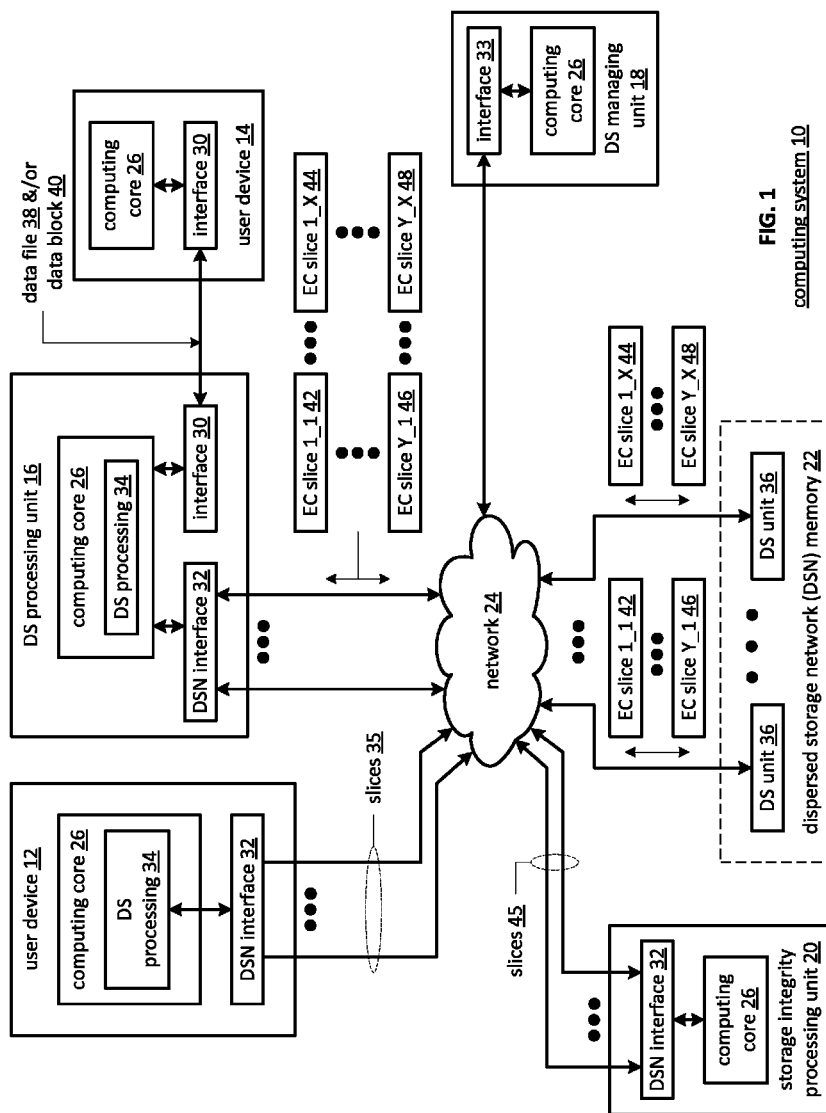 user device 12
computing core 26
DS
processing 34
DSN interface 32
slices 35
DS processing unit 16
computing core 26
DS processing 34
DSN interface 32
interface 30
data file 38 &/or
data block 40
computing
core 26
interface 30
user device 14
EC slice 1_1 42
EC slice 1_X 44
EC slice Y_1 46
EC slice Y_X 48
network 24
interface 33
computing
core 26
DS managing
unit 18
slices 45
DSN interface 32
computing
core 26
storage integrity
processing unit 20
EC slice 1_1 42
EC slice Y_1 46
EC slice 1_X 44
EC slice Y_X 48
DS unit 36
DS unit 36
dispersed storage network (DSN) memory 22
FIG. 1
computing system 10